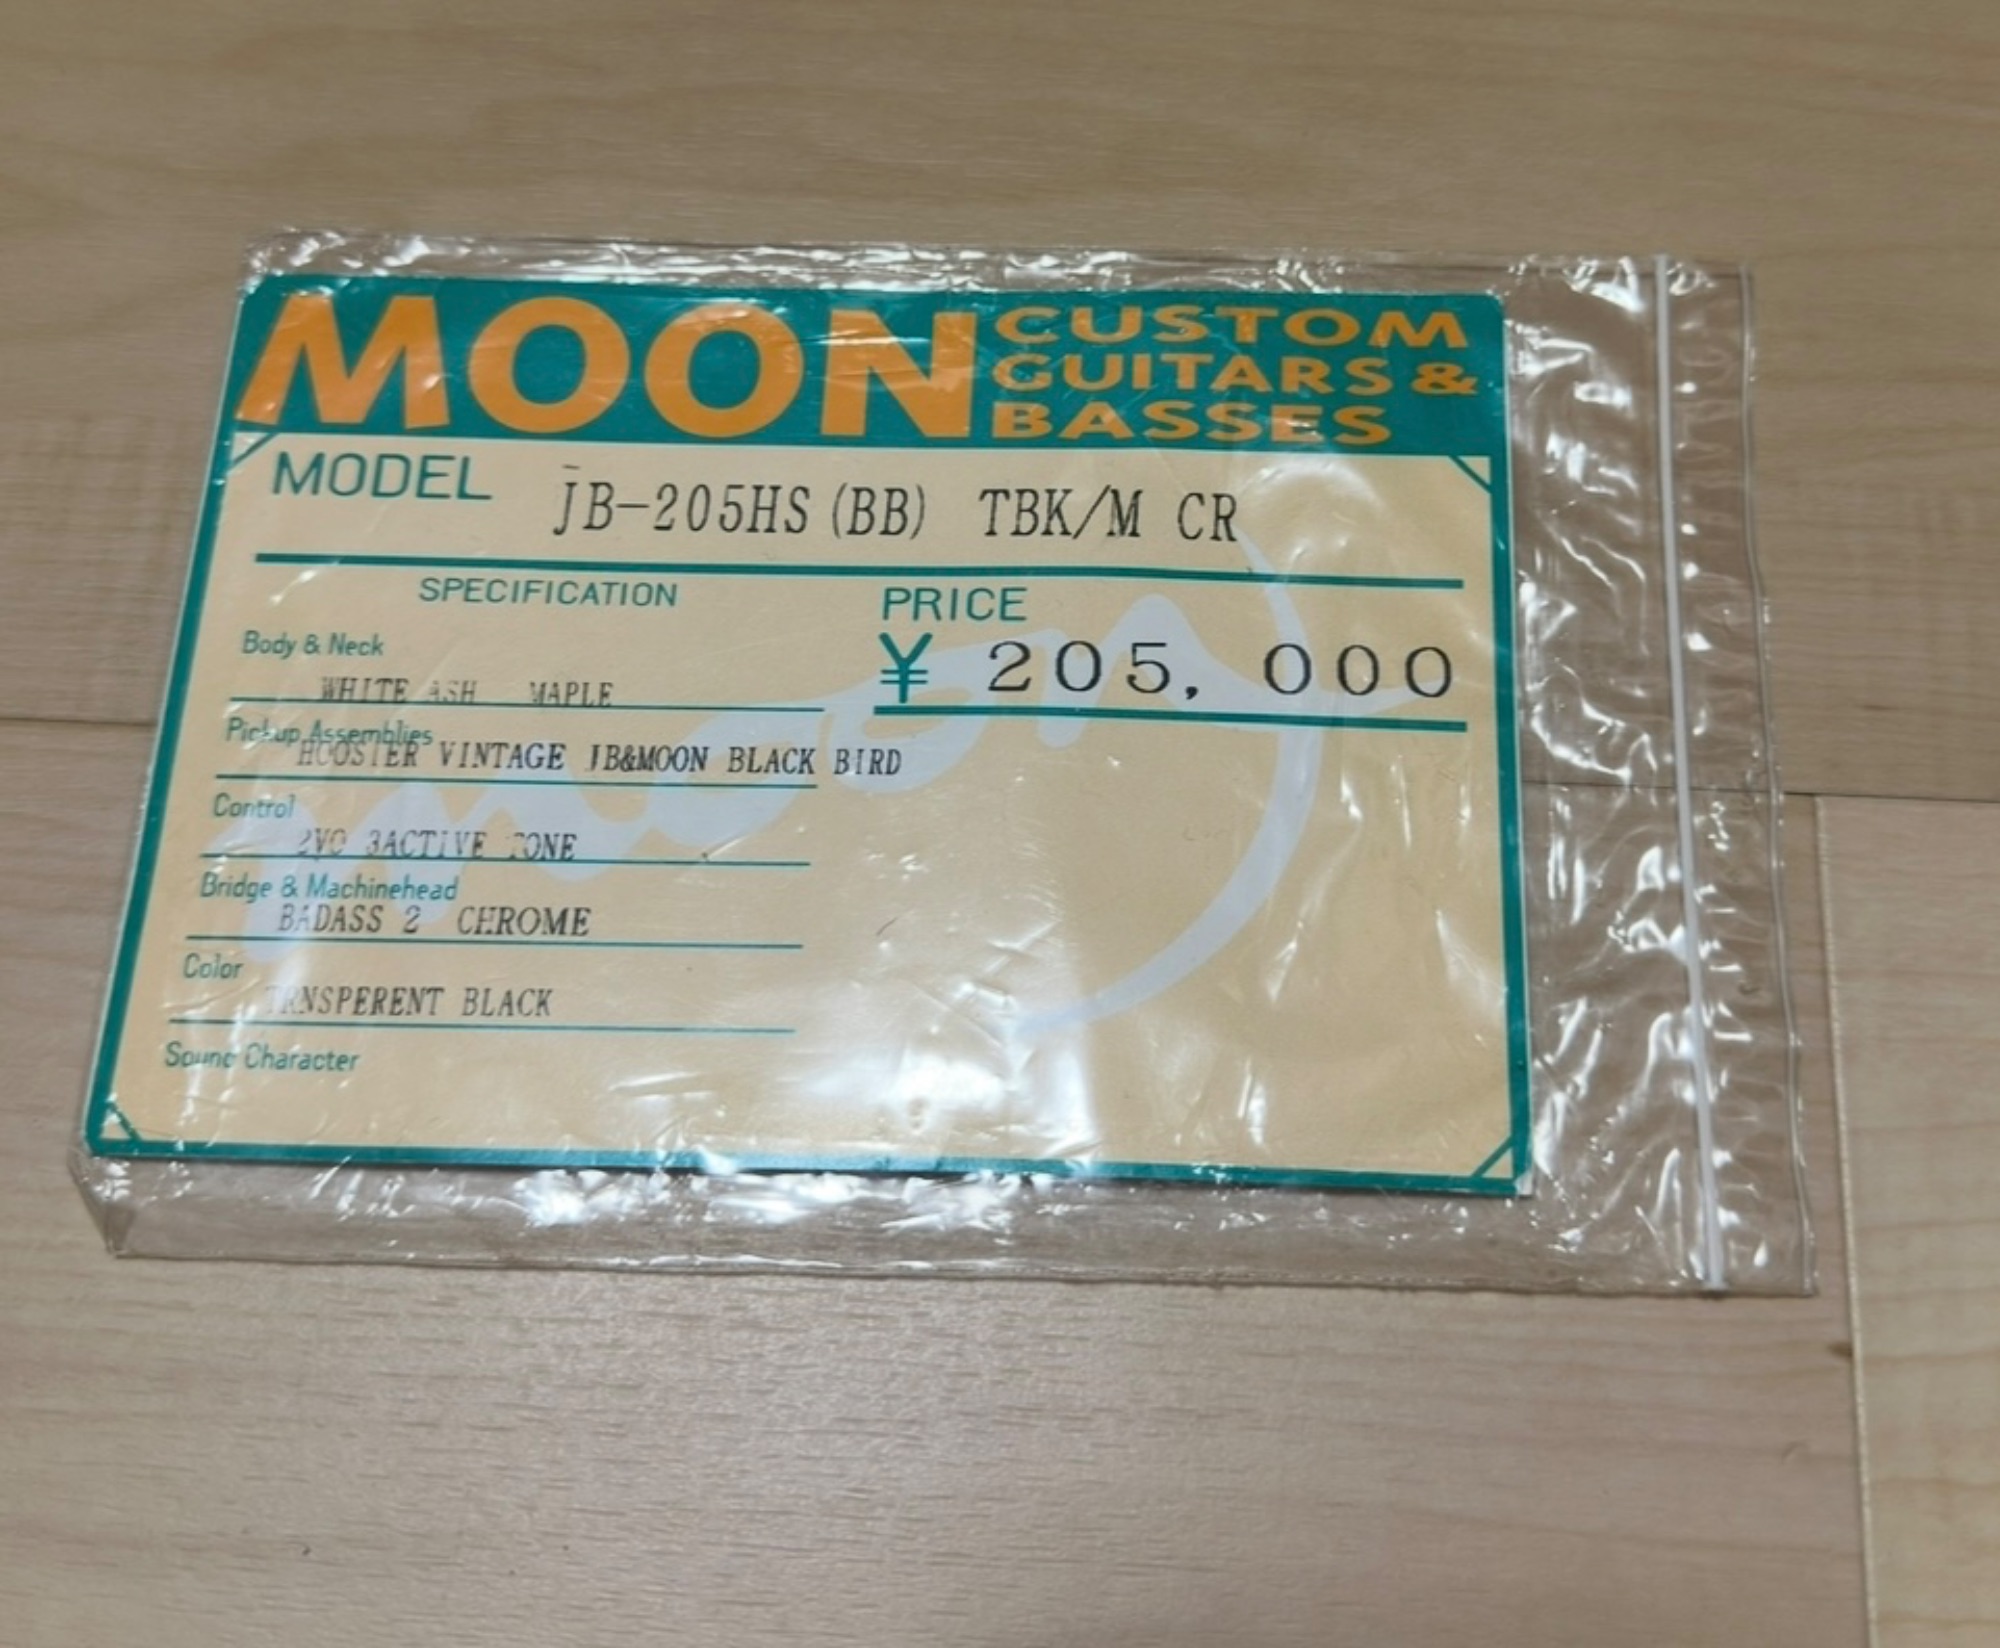 MOON CUSTOM
GUITARS &
BASSES
MODEL JB-205HS(BB) TBK/M CR
SPECIFICATION
PRICE
¥ 205,000
Body & Neck
WHITE ASH MAPLE
Pickup Assemblies
VINTAGE JB&MOON BLACK BIRD
Control
2VO 3ACTIVE TONE
Bridge & Machinehead
BADASS 2 CHROME
Color
TRNSPERENT BLACK
Sound Character
moon